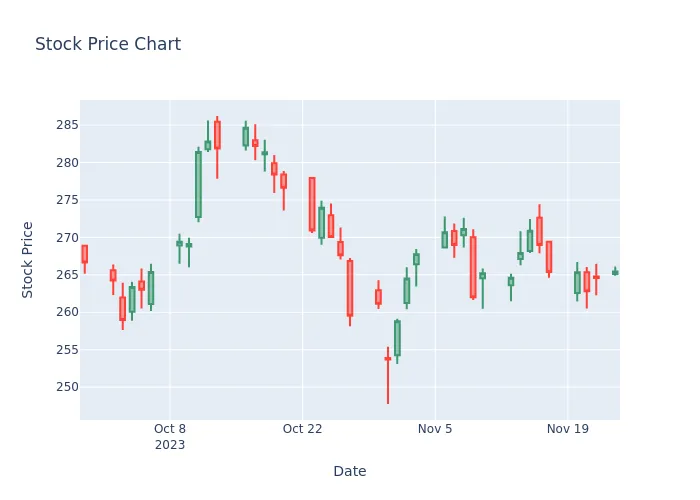 Stock Price Chart
Stock Price
285
280
275
270
265
260
255
250
Oct 8
2023
Oct 22
Nov 5
Nov 19
Date